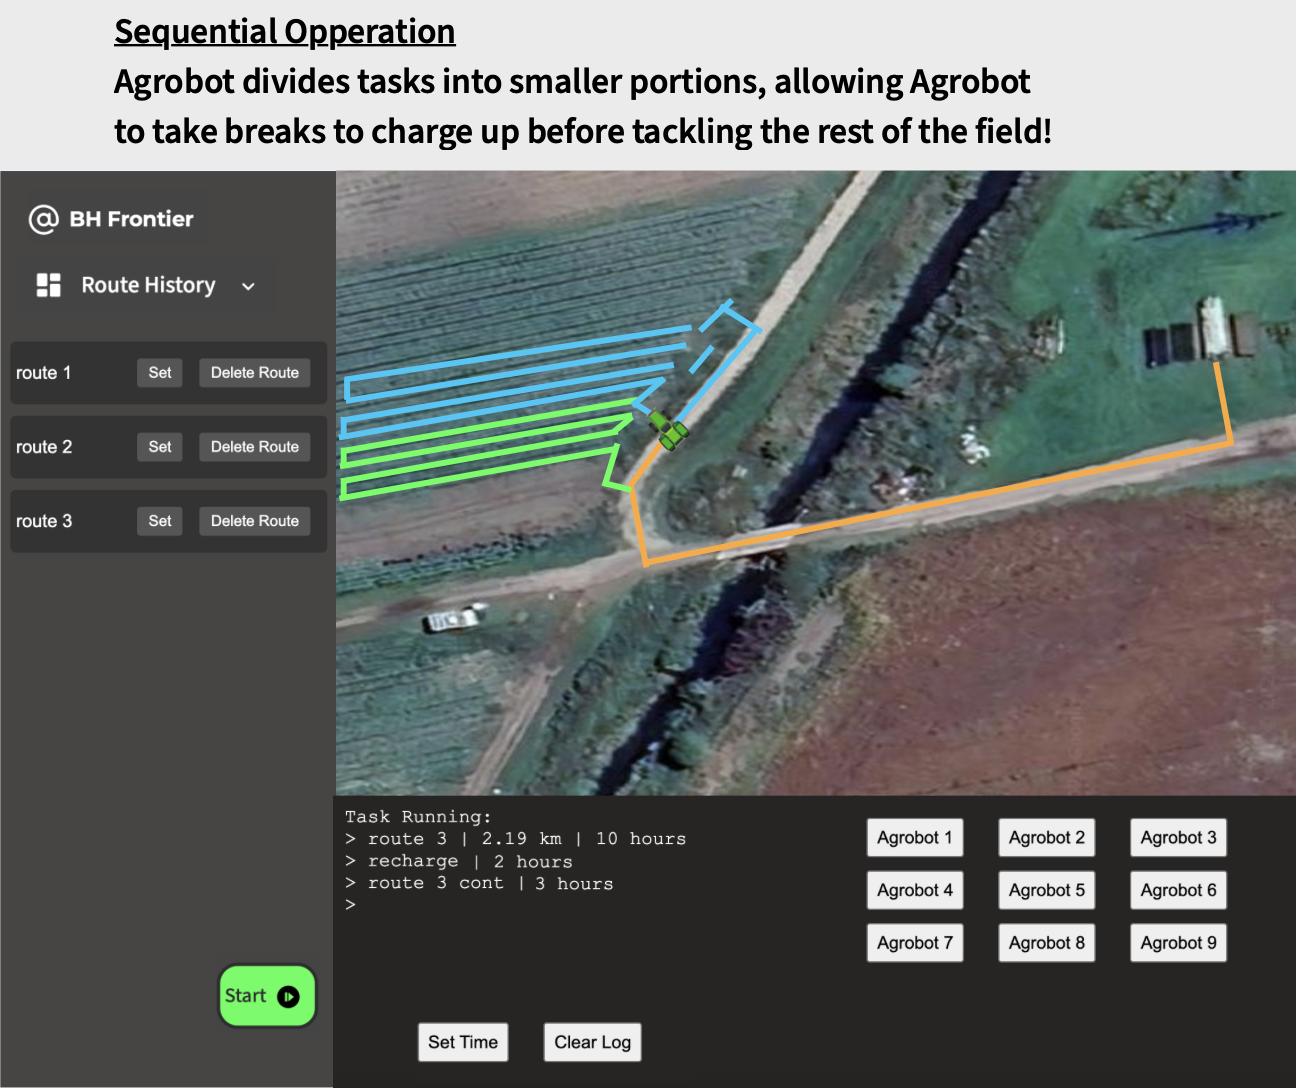 Sequential Opperation
Agrobot divides tasks into smaller portions, allowing Agrobot
to take breaks to charge up before tackling the rest of the field!
@ BH Frontier
Route History
route 1 Set Delete Route
route 2 Set Delete Route
route 3 Set Delete Route
Start
Task Running:
> route 3 | 2.19 km | 10 hours
> recharge | 2 hours
> route 3 cont | 3 hours
>
Agrobot 1 Agrobot 2 Agrobot 3
Agrobot 4 Agrobot 5 Agrobot 6
Agrobot 7 Agrobot 8 Agrobot 9
Set Time Clear Log